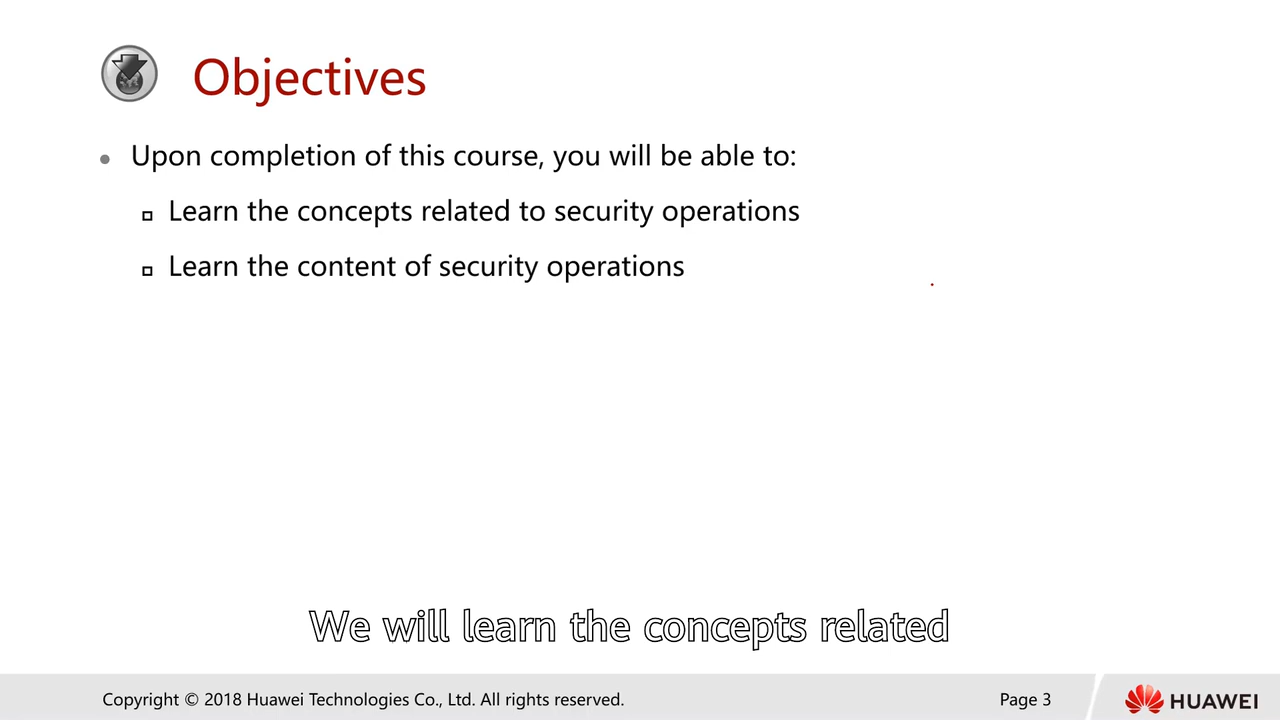 Objectives
Upon completion of this course, you will be able to:
Learn the concepts related to security operations
Learn the content of security operations
We will learn the concepts related
Copyright © 2018 Huawei Technologies Co., Ltd. All rights reserved.
Page 3
HUAWEI